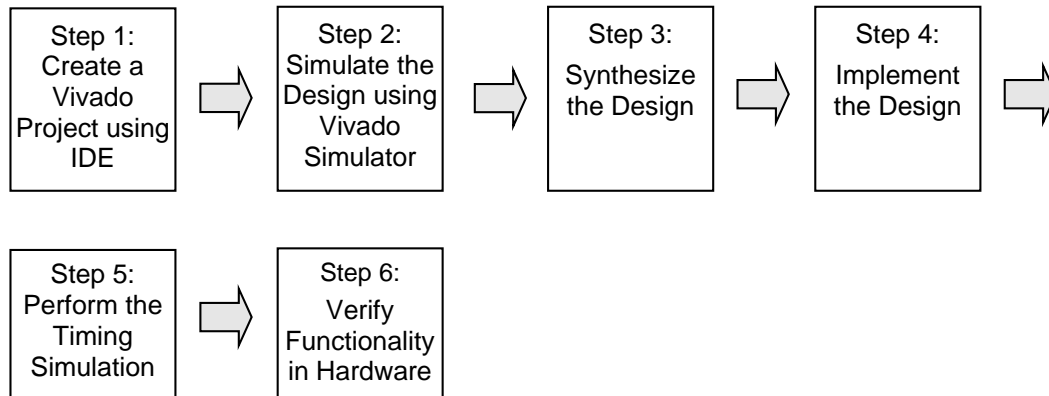 Step 1:
Create a
Vivado
Project using
IDE
Step 2:
Simulate the
Design using
Vivado
Simulator
Step 3:
Synthesize
the Design
Step 4:
Implement
the Design
Step 5:
Perform the
Timing
Simulation
Step 6:
Verify
Functionality
in Hardware